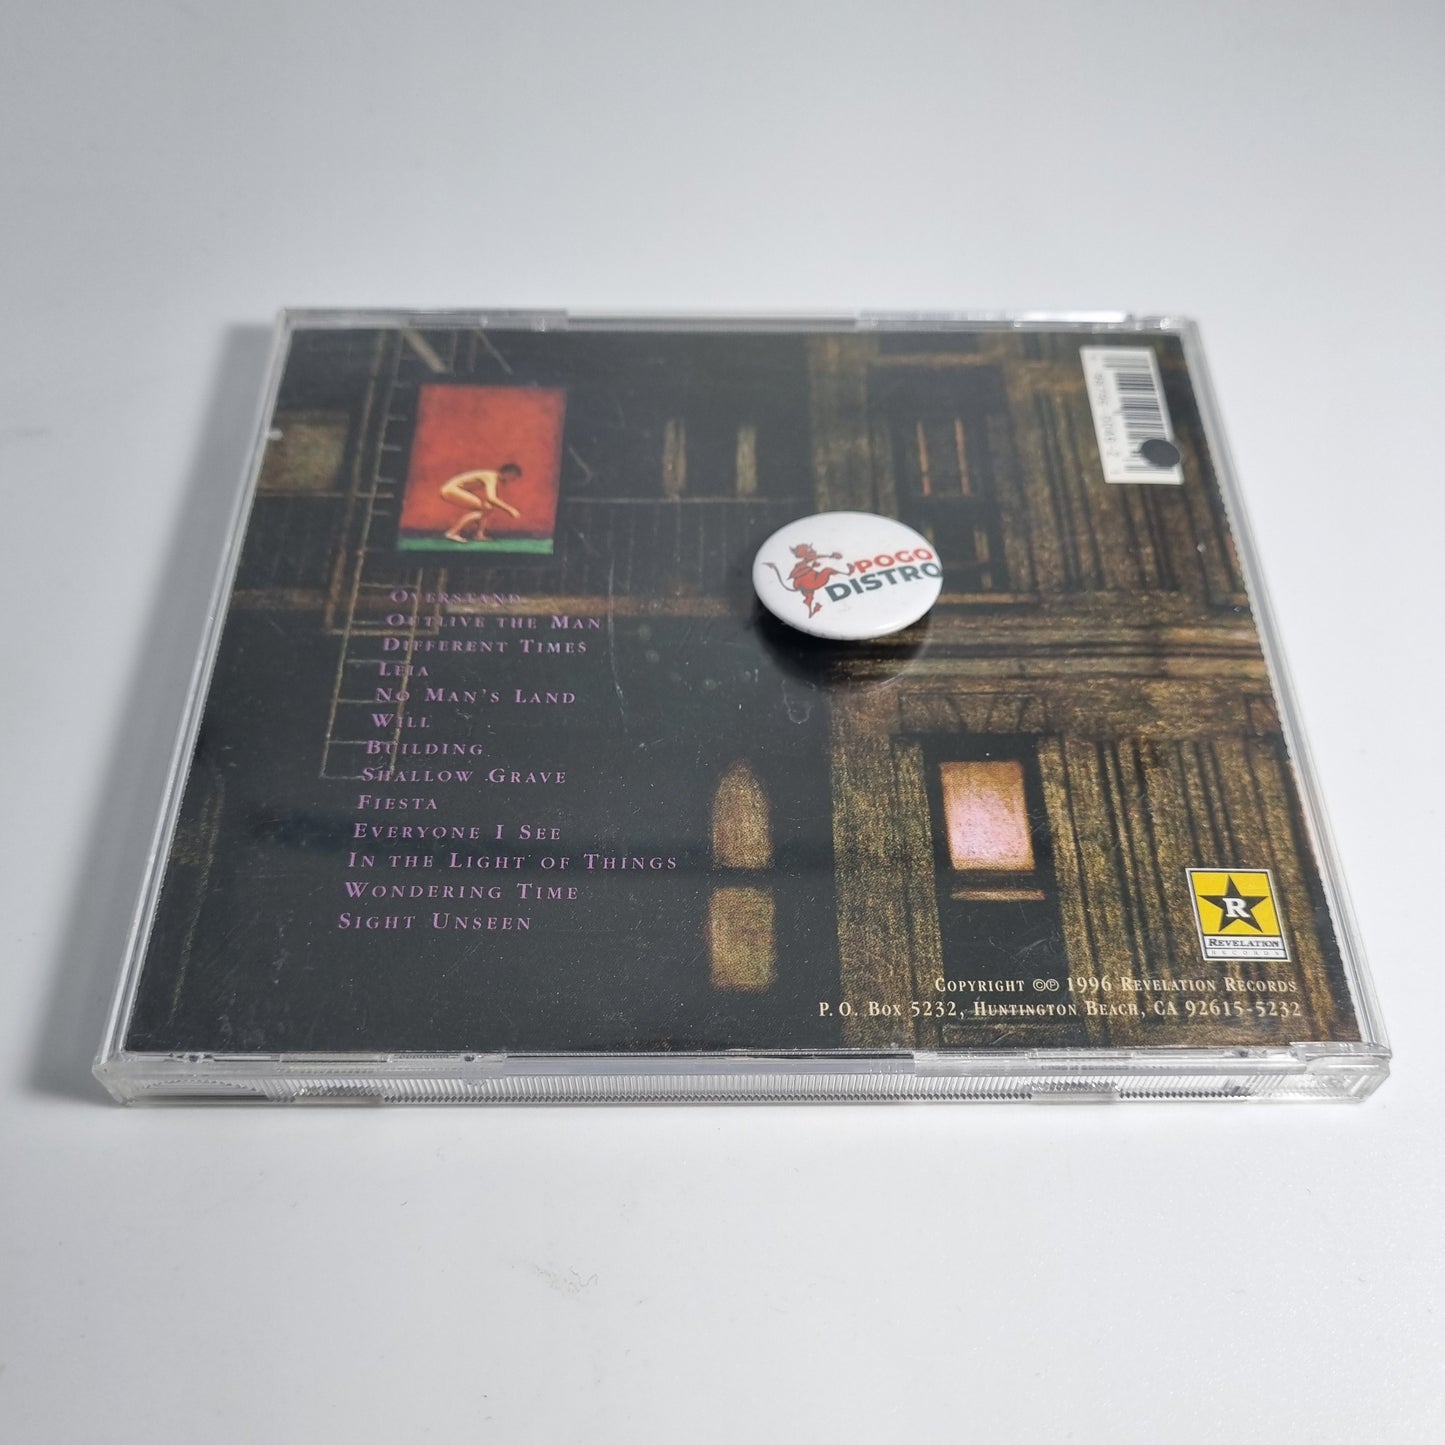 POGO
DISTRO
OVERSTAND
OUTLIVE THE MAN
DIFFERENT TIMES
LEIA
NO MAN'S LAND
WILL
BUILDING
SHALLOW GRAVE
FIESTA
EVERYONE I SEE
IN THE LIGHT OF THINGS
WONDERING TIME
SIGHT UNSEEN
R
REVELATION
RECORDS
COPYRIGHT ©℗ 1996 REVELATION RECORDS
P. O. BOX 5232, HUNTINGTON BEACH, CA 92615-5232